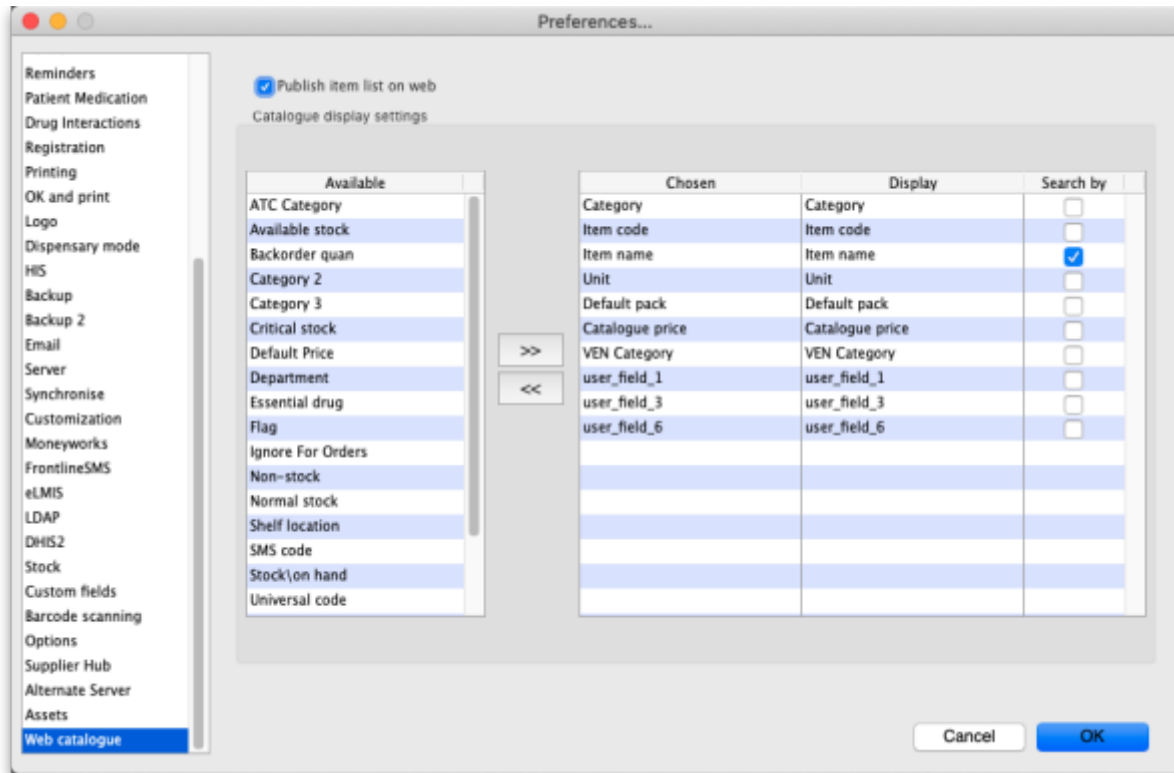 Preferences...
Reminders
Patient Medication
Drug Interactions
Registration
Printing
OK and print
Logo
Dispensary mode
HIS
Backup
Backup 2
Email
Server
Synchronise
Customization
Moneyworks
FrontlineSMS
eLMIS
LDAP
DHIS2
Stock
Custom fields
Barcode scanning
Options
Supplier Hub
Alternate Server
Assets
Web catalogue
Publish item list on web
Catalogue display settings
Available
ATC Category
Available stock
Backorder quan
Category 2
Category 3
Critical stock
Default Price
Department
Essential drug
Flag
Ignore For Orders
Non-stock
Normal stock
Shelf location
SMS code
Stock\on hand
Universal code
>>
<<
Chosen Display Search by
Category Category
Item code Item code
Item name Item name
Unit Unit
Default pack Default pack
Catalogue price Catalogue price
VEN Category VEN Category
user_field_1 user_field_1
user_field_3 user_field_3
user_field_6 user_field_6
Cancel OK